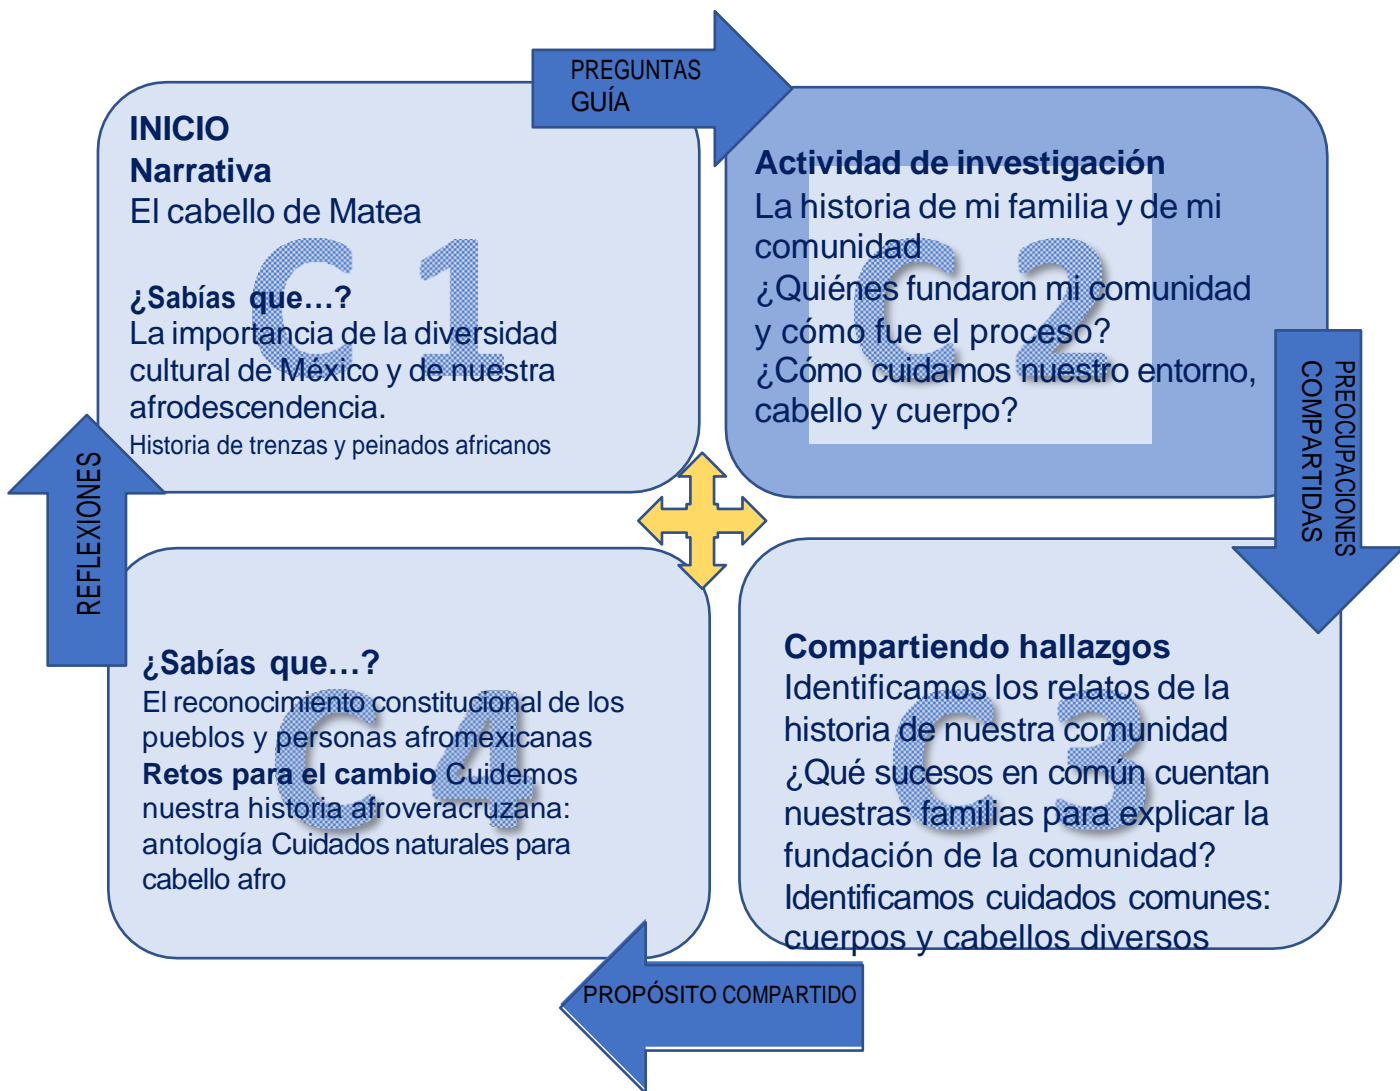 PREGUNTAS
GUÍA
INICIO
Narrativa
El cabello de Matea
¿Sabías que...?
La importancia de la diversidad
cultural de México y de nuestra
afrodescendencia.
Historia de trenzas y peinados africanos
C 1
Actividad de investigación
La historia de mi familia y de mi
comunidad
¿Quiénes fundaron mi comunidad
y cómo fue el proceso?
¿Cómo cuidamos nuestro entorno,
cabello y cuerpo?
C 2
PREOCUPACIONES
COMPARTIDAS
Compartiendo hallazgos
Identificamos los relatos de la
historia de nuestra comunidad
¿Qué sucesos en común cuentan
nuestras familias para explicar la
fundación de la comunidad?
Identificamos cuidados comunes:
cuerpos y cabellos diversos
C 3
PROPÓSITO COMPARTIDO
¿Sabías que...?
El reconocimiento constitucional de los
pueblos y personas afromexicanas
Retos para el cambio Cuidemos
nuestra historia afroveracruzana:
antología Cuidados naturales para
cabello afro
C 4
REFLEXIONES